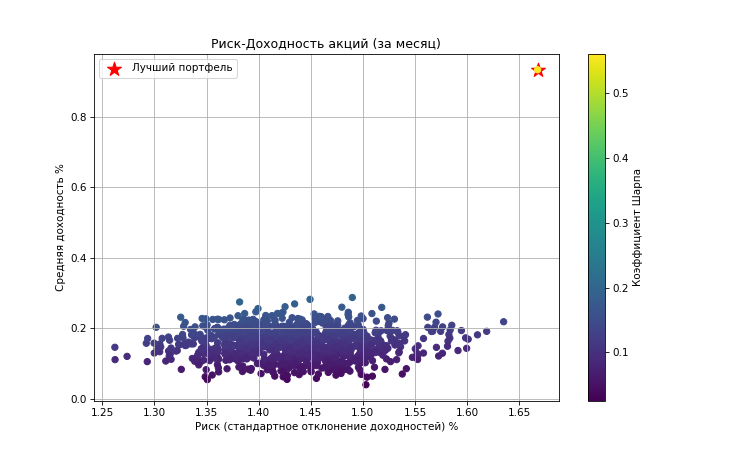 Риск-Доходность акций (за месяц)
Лучший портфель
Средняя доходность %
0.8
0.6
0.4
0.2
0.0
1.25 1.30 1.35 1.40 1.45 1.50 1.55 1.60 1.65
Риск (стандартное отклонение доходностей) %
0.5
0.4
0.3
0.2
0.1
Коэффициент Шарпа